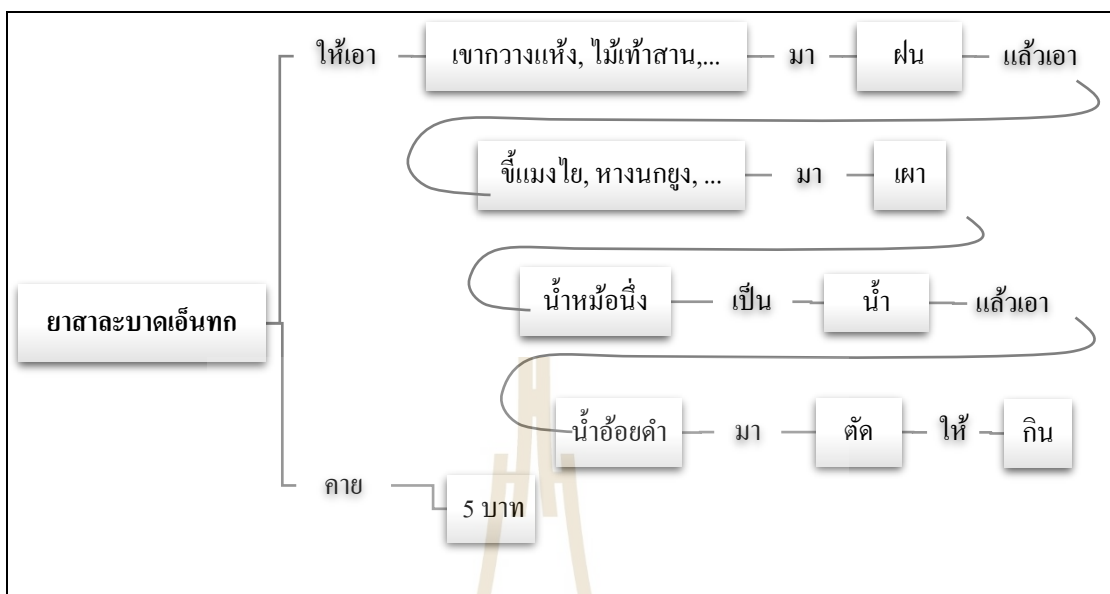 ให้เอา เขากวางแห้ง, ไม้เท้าสาน,... มา ฝน แล้วเอา
ขี้แมงไย, หางนกยูง, ... มา เผา
น้ำหม้อนึ่ง เป็น น้ำ แล้วเอา
ยาสาละบาดเอ็นทก
น้ำอ้อยดำ มา ตัด ให้ กิน
คาย 5 บาท